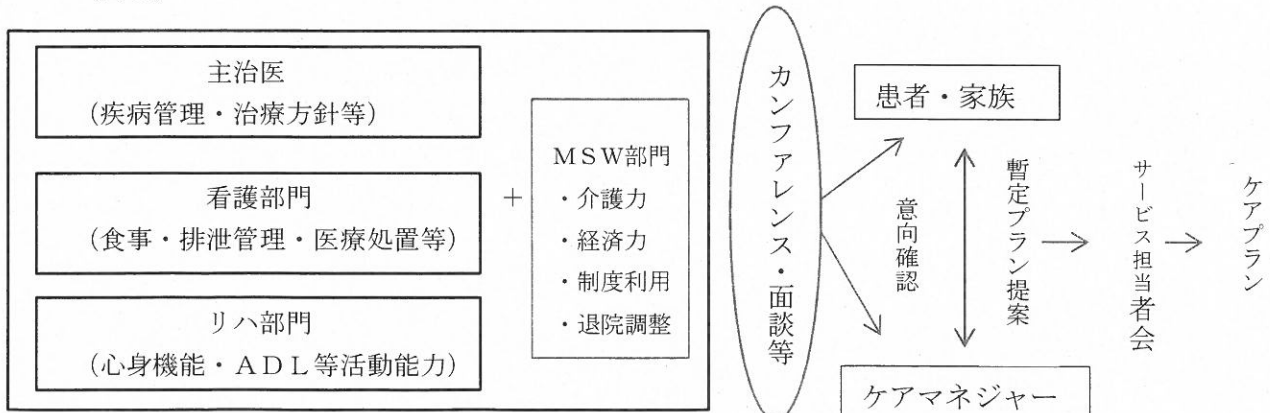 主治医
(疾病管理・治療方針等)
看護部門
(食事・排泄管理・医療処置等)
リハ部門
(心身機能・ＡＤＬ等活動能力)
+
ＭＳＷ部門
・介護力
・経済力
・制度利用
・退院調整
カンファレンス・面談等
患者・家族
意向確認
暫定プラン提案
ケアマネジャー
サービス担当者会
ケアプラン